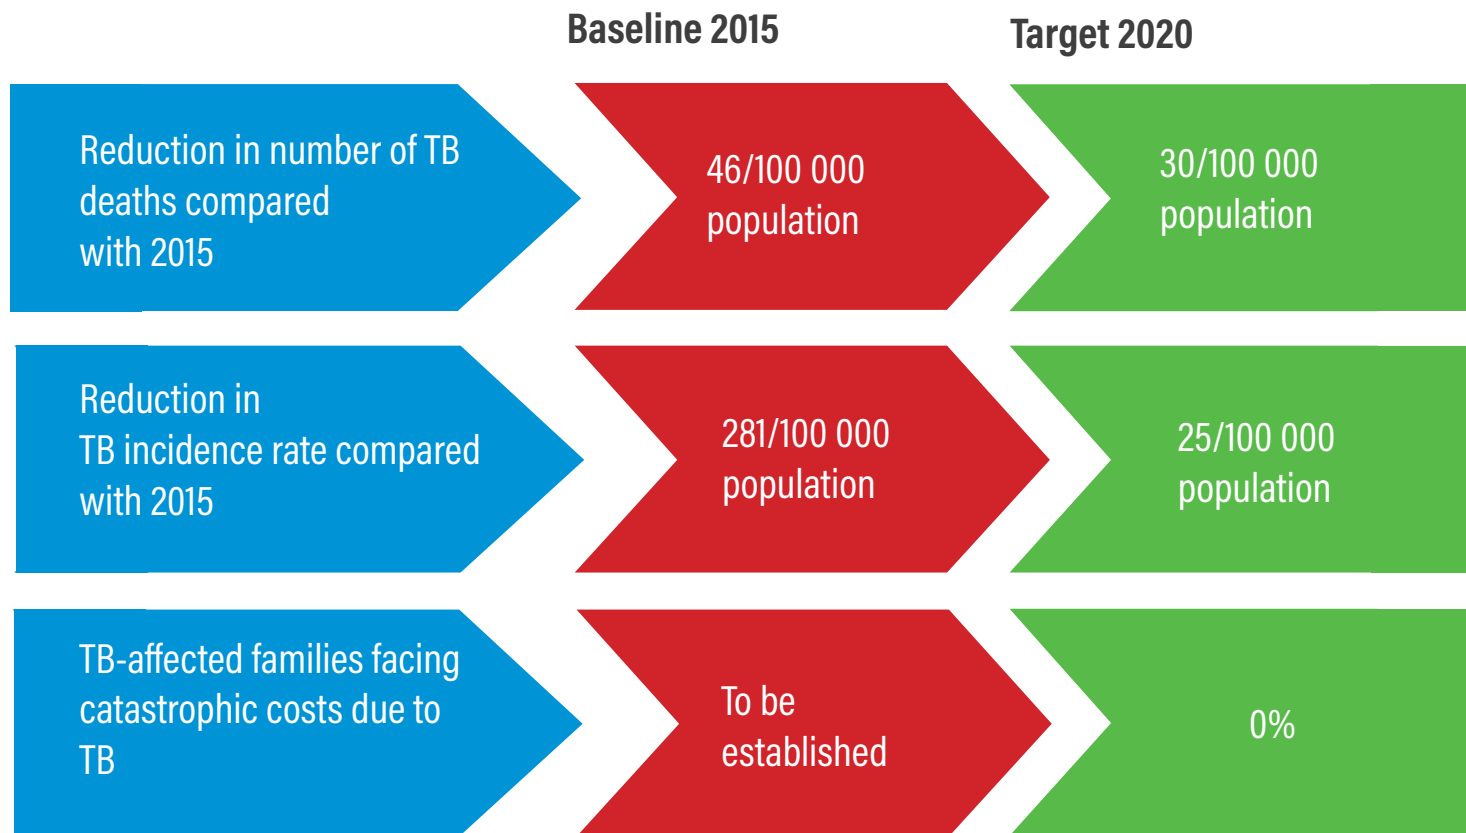 Baseline 2015
Target 2020
Reduction in number of TB
deaths compared
with 2015
46/100 000
population
30/100 000
population
Reduction in
TB incidence rate compared
with 2015
281/100 000
population
25/100 000
population
TB-affected families facing
catastrophic costs due to
TB
To be
established
0%